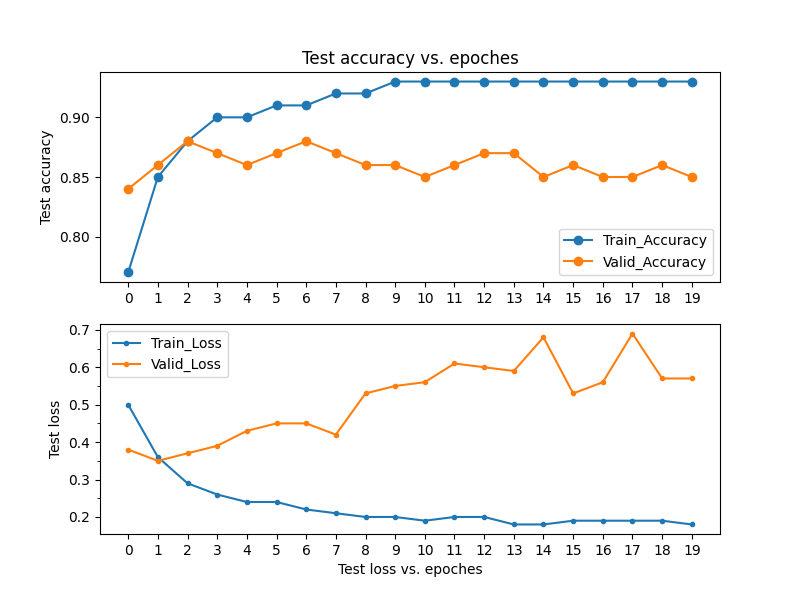 Test accuracy vs. epoches
Test accuracy
0.90
0.85
0.80
Train_Accuracy
Valid_Accuracy
0 1 2 3 4 5 6 7 8 9 10 11 12 13 14 15 16 17 18 19
Test loss
0.7
0.6
0.5
0.4
0.3
0.2
Train_Loss
Valid_Loss
0 1 2 3 4 5 6 7 8 9 10 11 12 13 14 15 16 17 18 19
Test loss vs. epoches